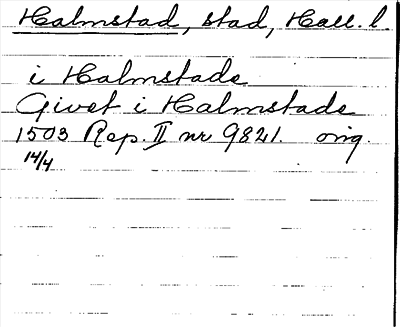 Halmstad, stad, Hall. l.
i Halmstade
Givet i Halmstade
1503 Rep. II nr 9821. orig.
14/4